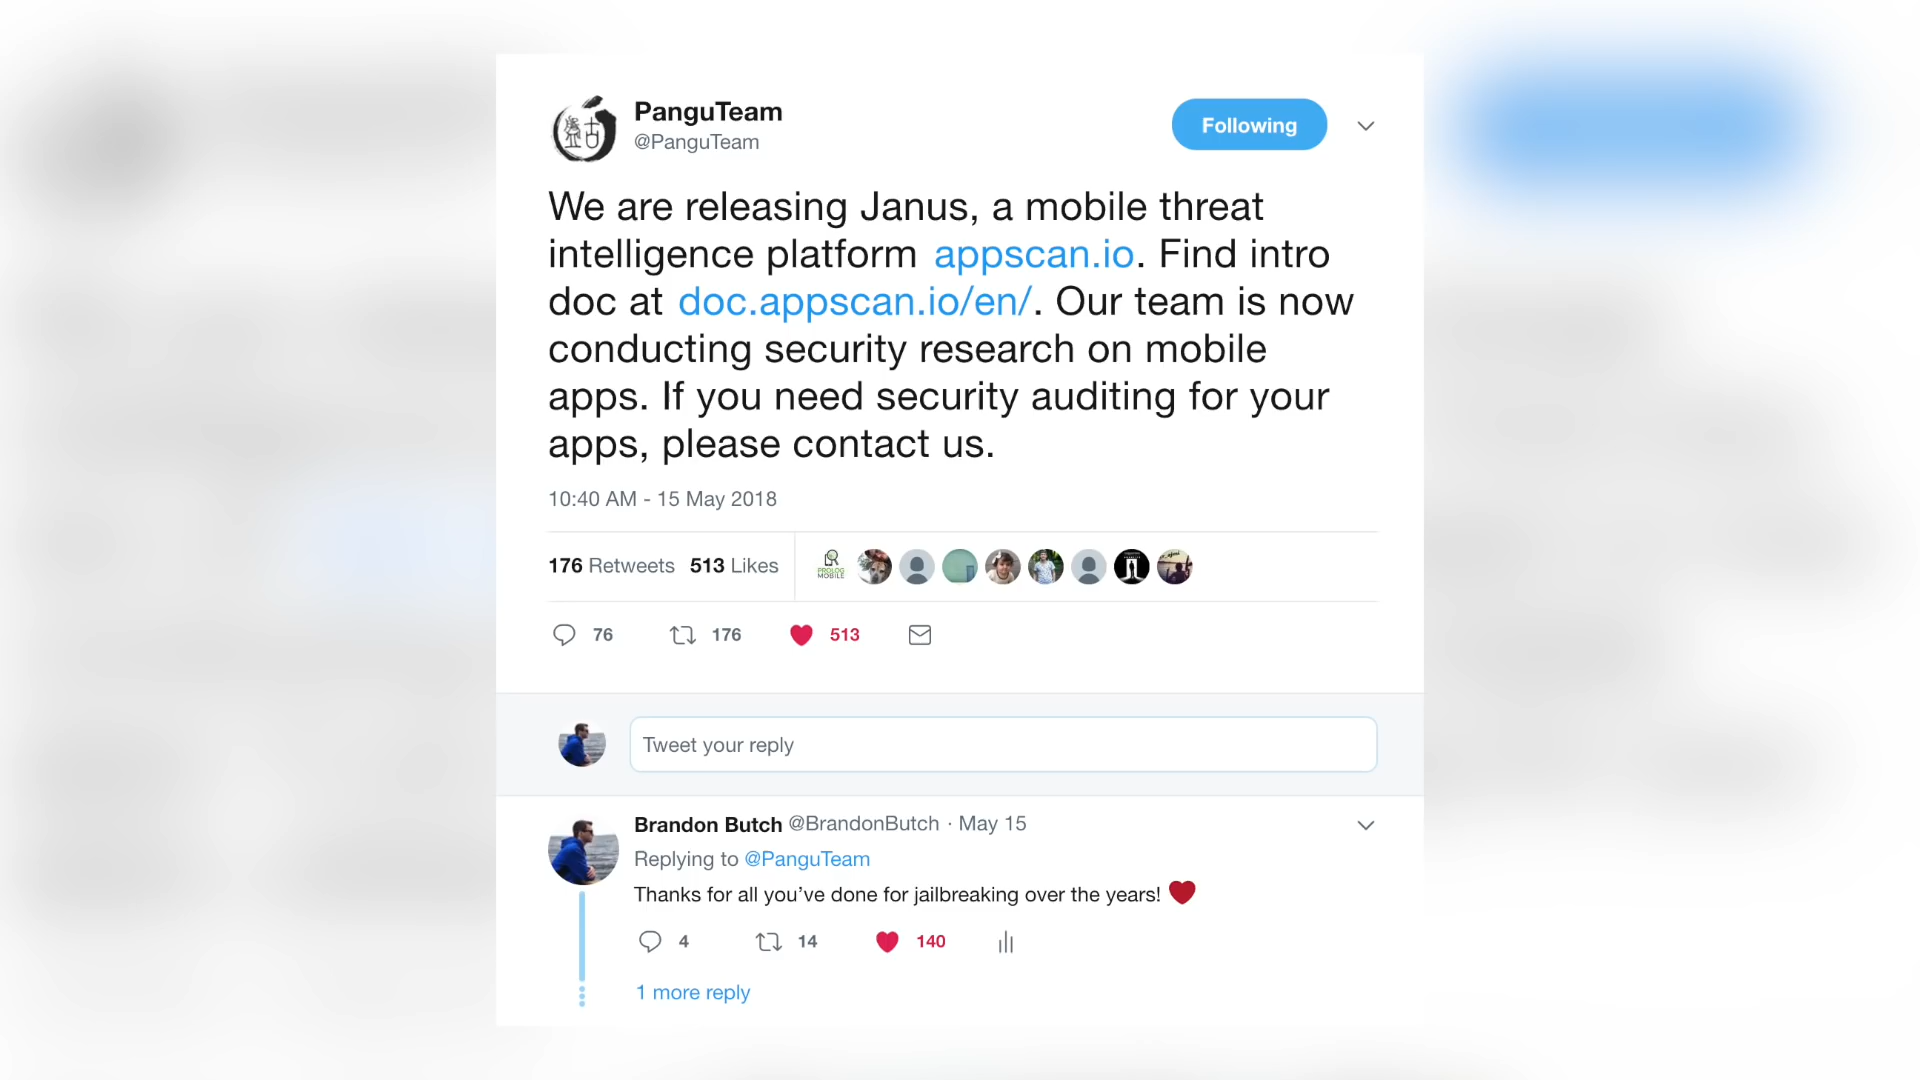 PanguTeam
@PanguTeam
Following
We are releasing Janus, a mobile threat
intelligence platform appscan.io. Find intro
doc at doc.appscan.io/en/. Our team is now
conducting security research on mobile
apps. If you need security auditing for your
apps, please contact us.
10:40 AM - 15 May 2018
176 Retweets 513 Likes
PROLOG
MOBILE
76 176 513
Tweet your reply
Brandon Butch @BrandonButch · May 15
Replying to @PanguTeam
Thanks for all you’ve done for jailbreaking over the years! ❤️
4 14 140
1 more reply